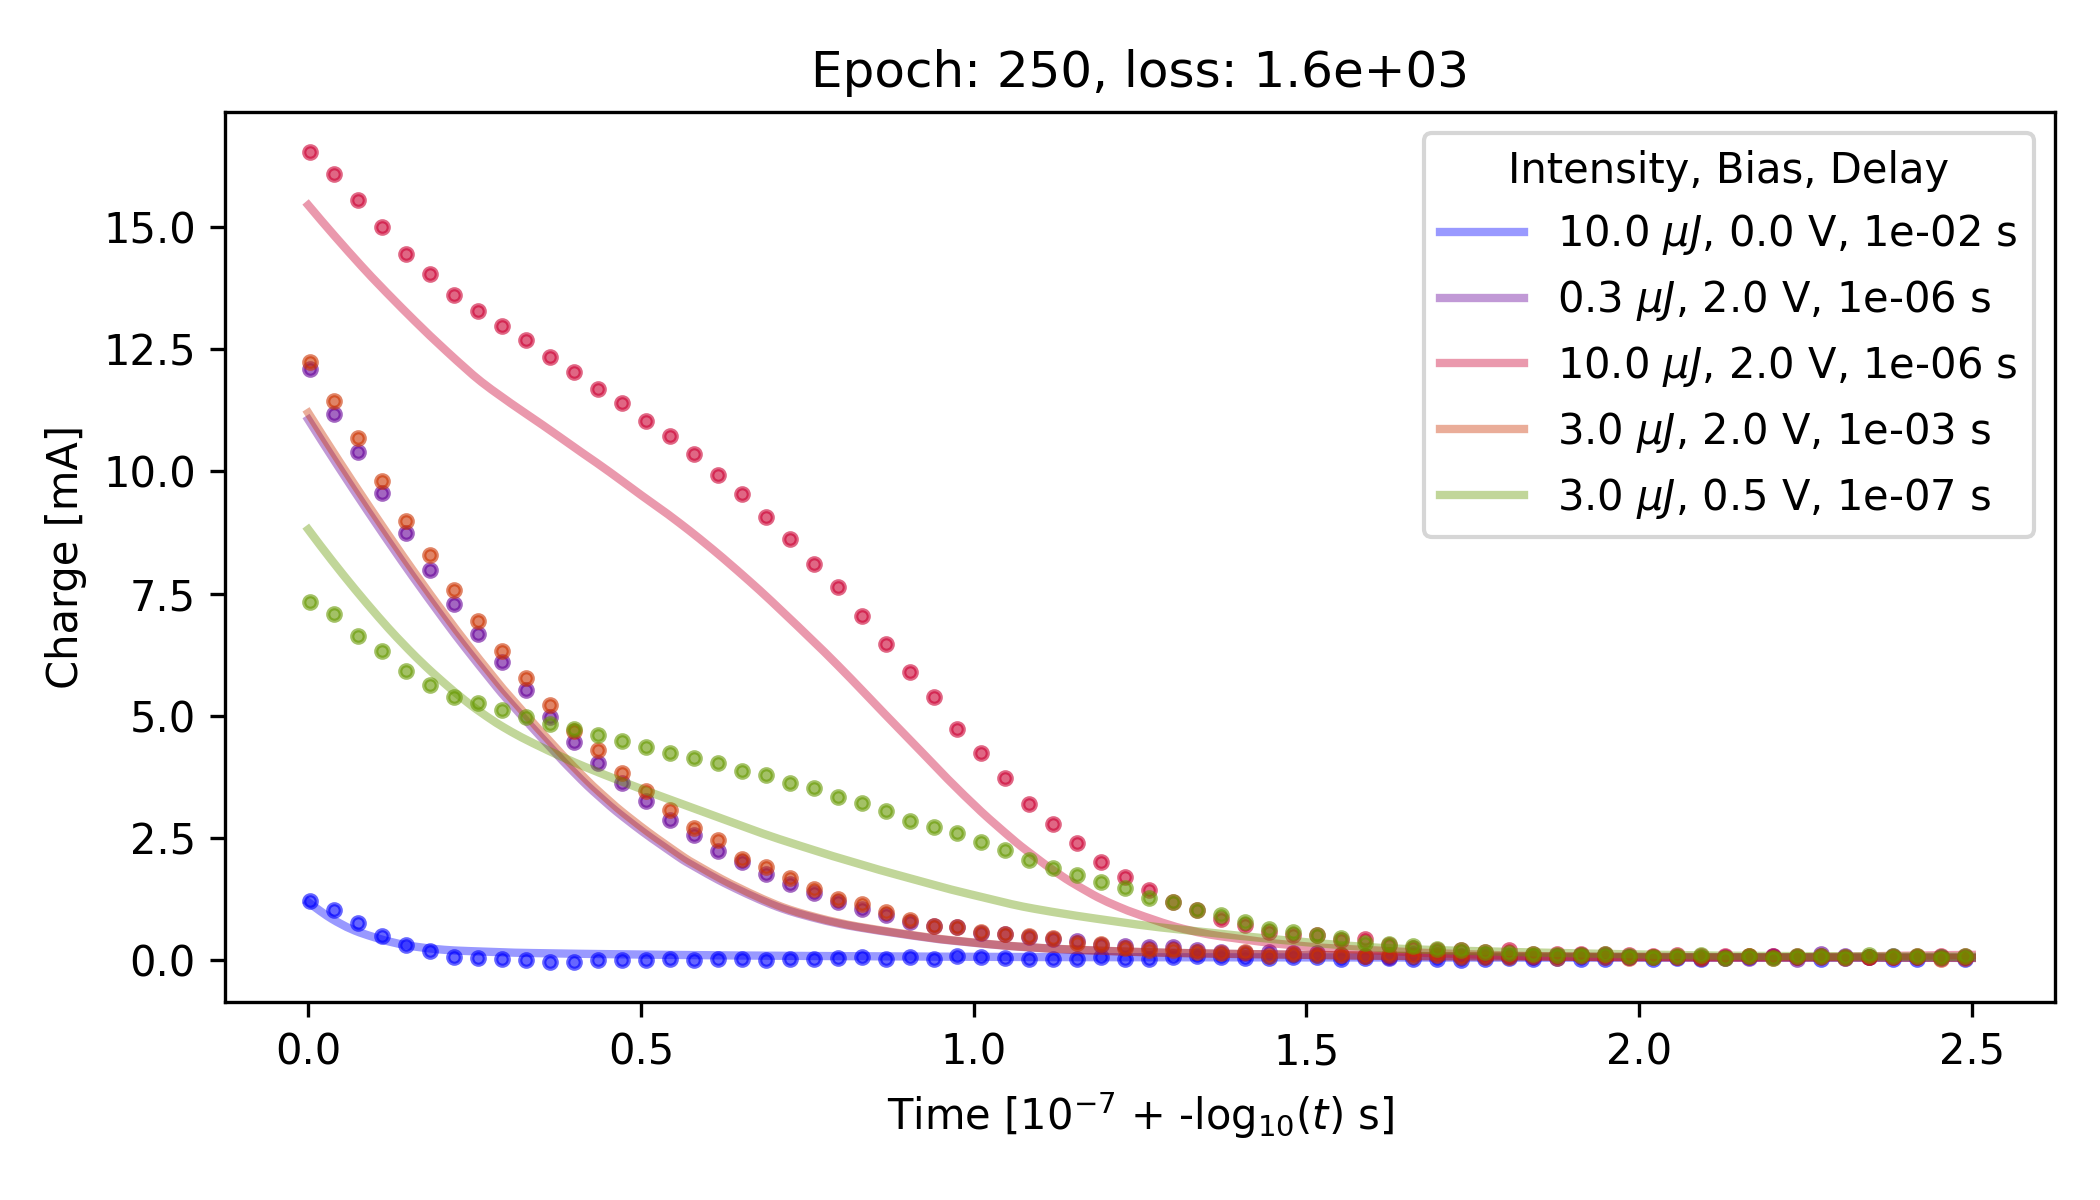 Epoch: 250, loss: 1.6e+03
Charge [mA]
15.0
12.5
10.0
7.5
5.0
2.5
0.0
Intensity, Bias, Delay
10.0 μJ, 0.0 V, 1e-02 s
0.3 μJ, 2.0 V, 1e-06 s
10.0 μJ, 2.0 V, 1e-06 s
3.0 μJ, 2.0 V, 1e-03 s
3.0 μJ, 0.5 V, 1e-07 s
0.0 0.5 1.0 1.5 2.0 2.5
Time [10⁻⁷ + -log₁₀(t) s]